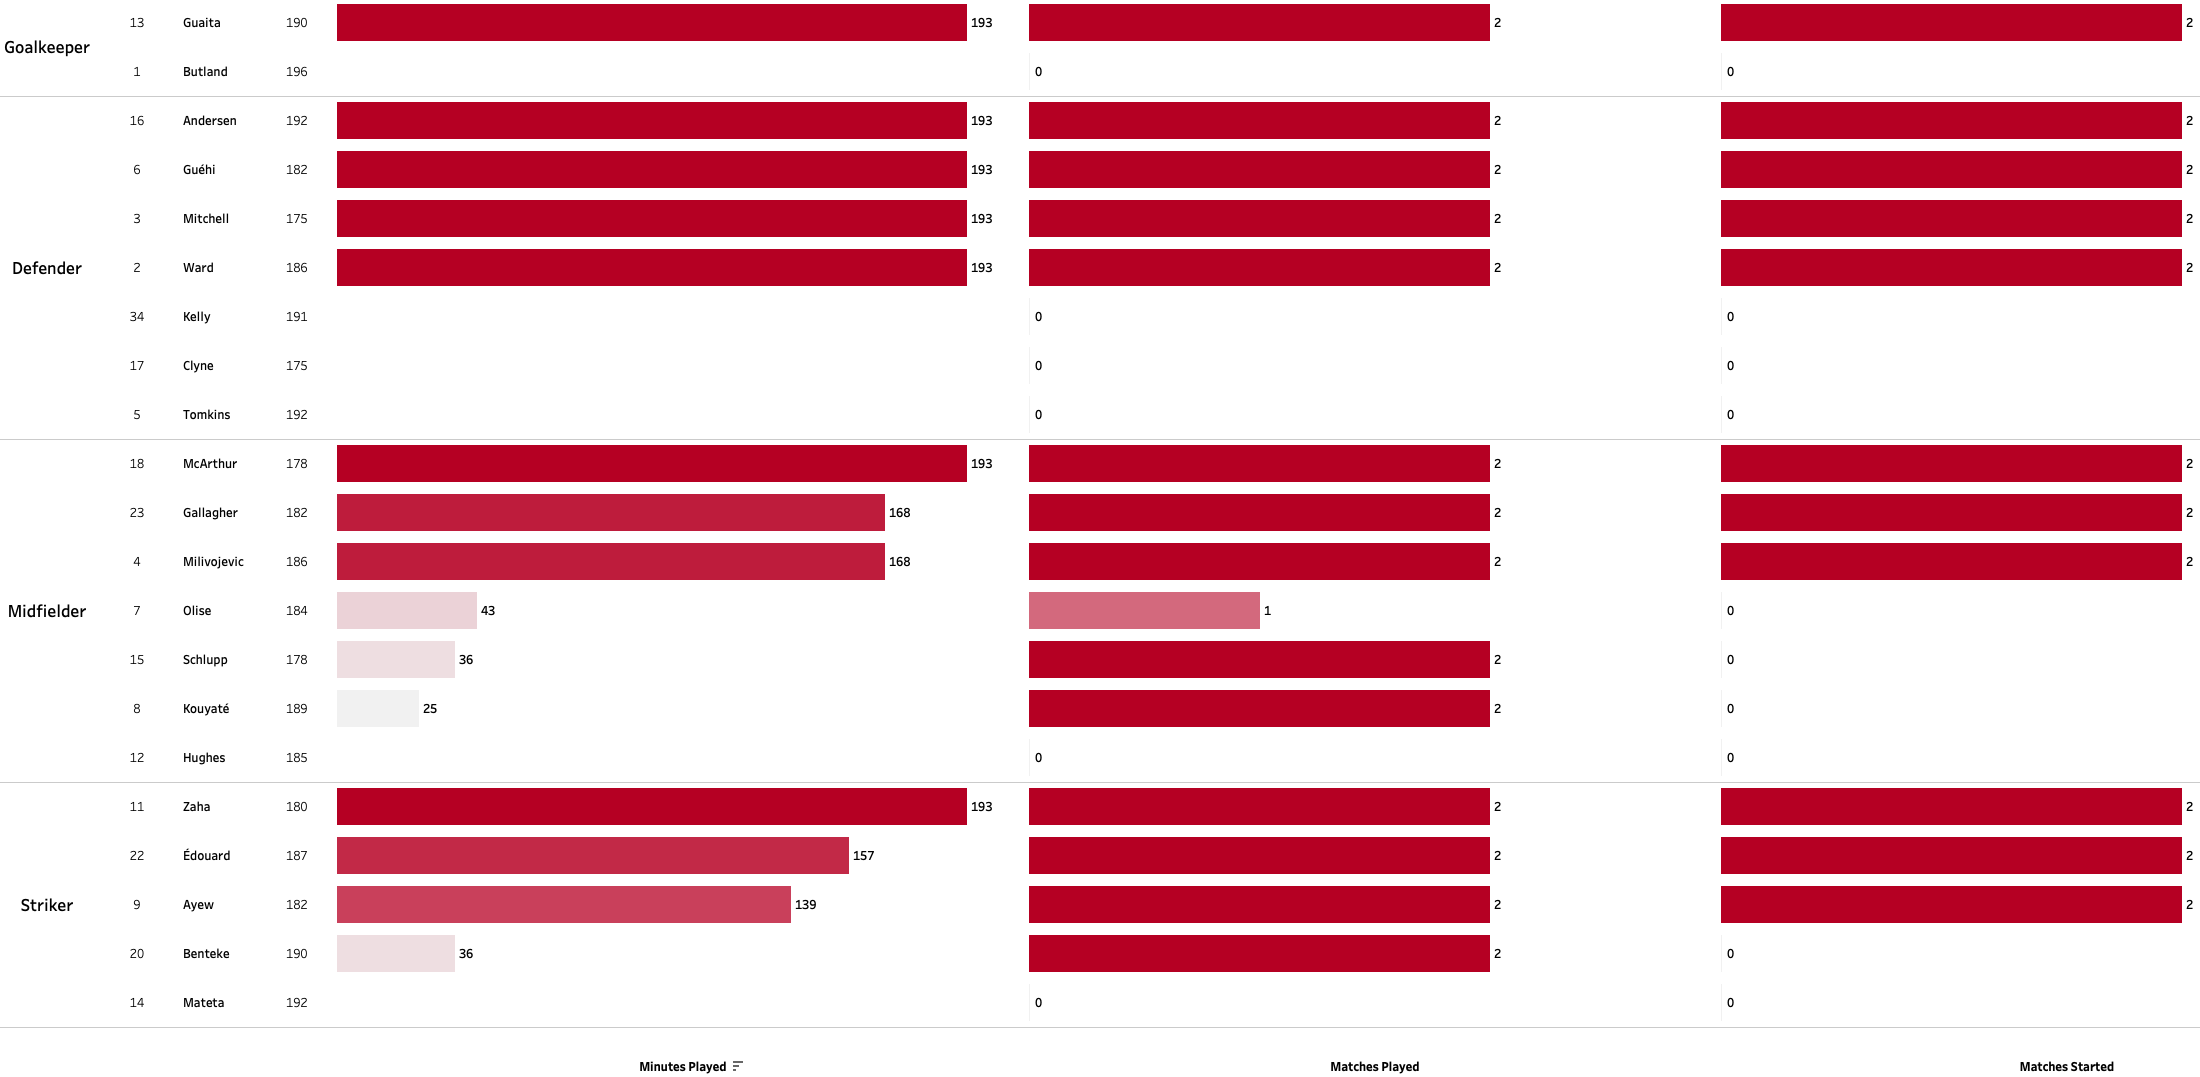 Goalkeeper
13 Guaita 190 193 2 2
1 Butland 196 0 0
Defender
16 Andersen 192 193 2 2
6 Guéhi 182 193 2 2
3 Mitchell 175 193 2 2
2 Ward 186 193 2 2
34 Kelly 191 0 0
17 Clyne 175 0 0
5 Tomkins 192 0 0
Midfielder
18 McArthur 178 193 2 2
23 Gallagher 182 168 2 2
4 Milivojevic 186 168 2 2
7 Olise 184 43 1 0
15 Schlupp 178 36 2 0
8 Kouyaté 189 25 2 0
12 Hughes 185 0 0
Striker
11 Zaha 180 193 2 2
22 Édouard 187 157 2 2
9 Ayew 182 139 2 2
20 Benteke 190 36 2 0
14 Mateta 192 0 0
Minutes Played Matches Played Matches Started